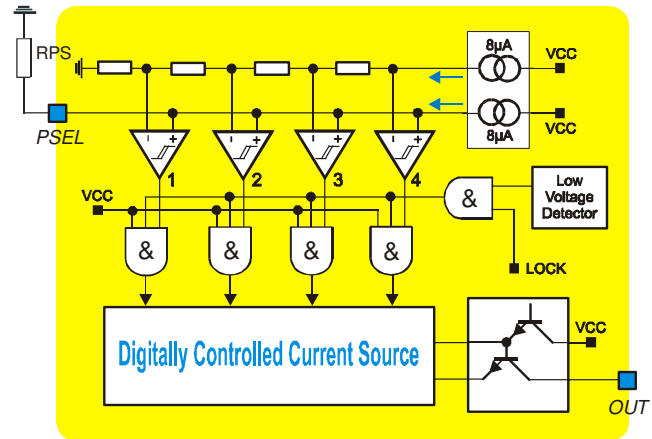 RPS
8µA
VCC
PSEL
VCC
8µA
1
2
3
4
VCC
&
Low
Voltage
Detector
&
&
&
&
LOCK
Digitally Controlled Current Source
VCC
OUT